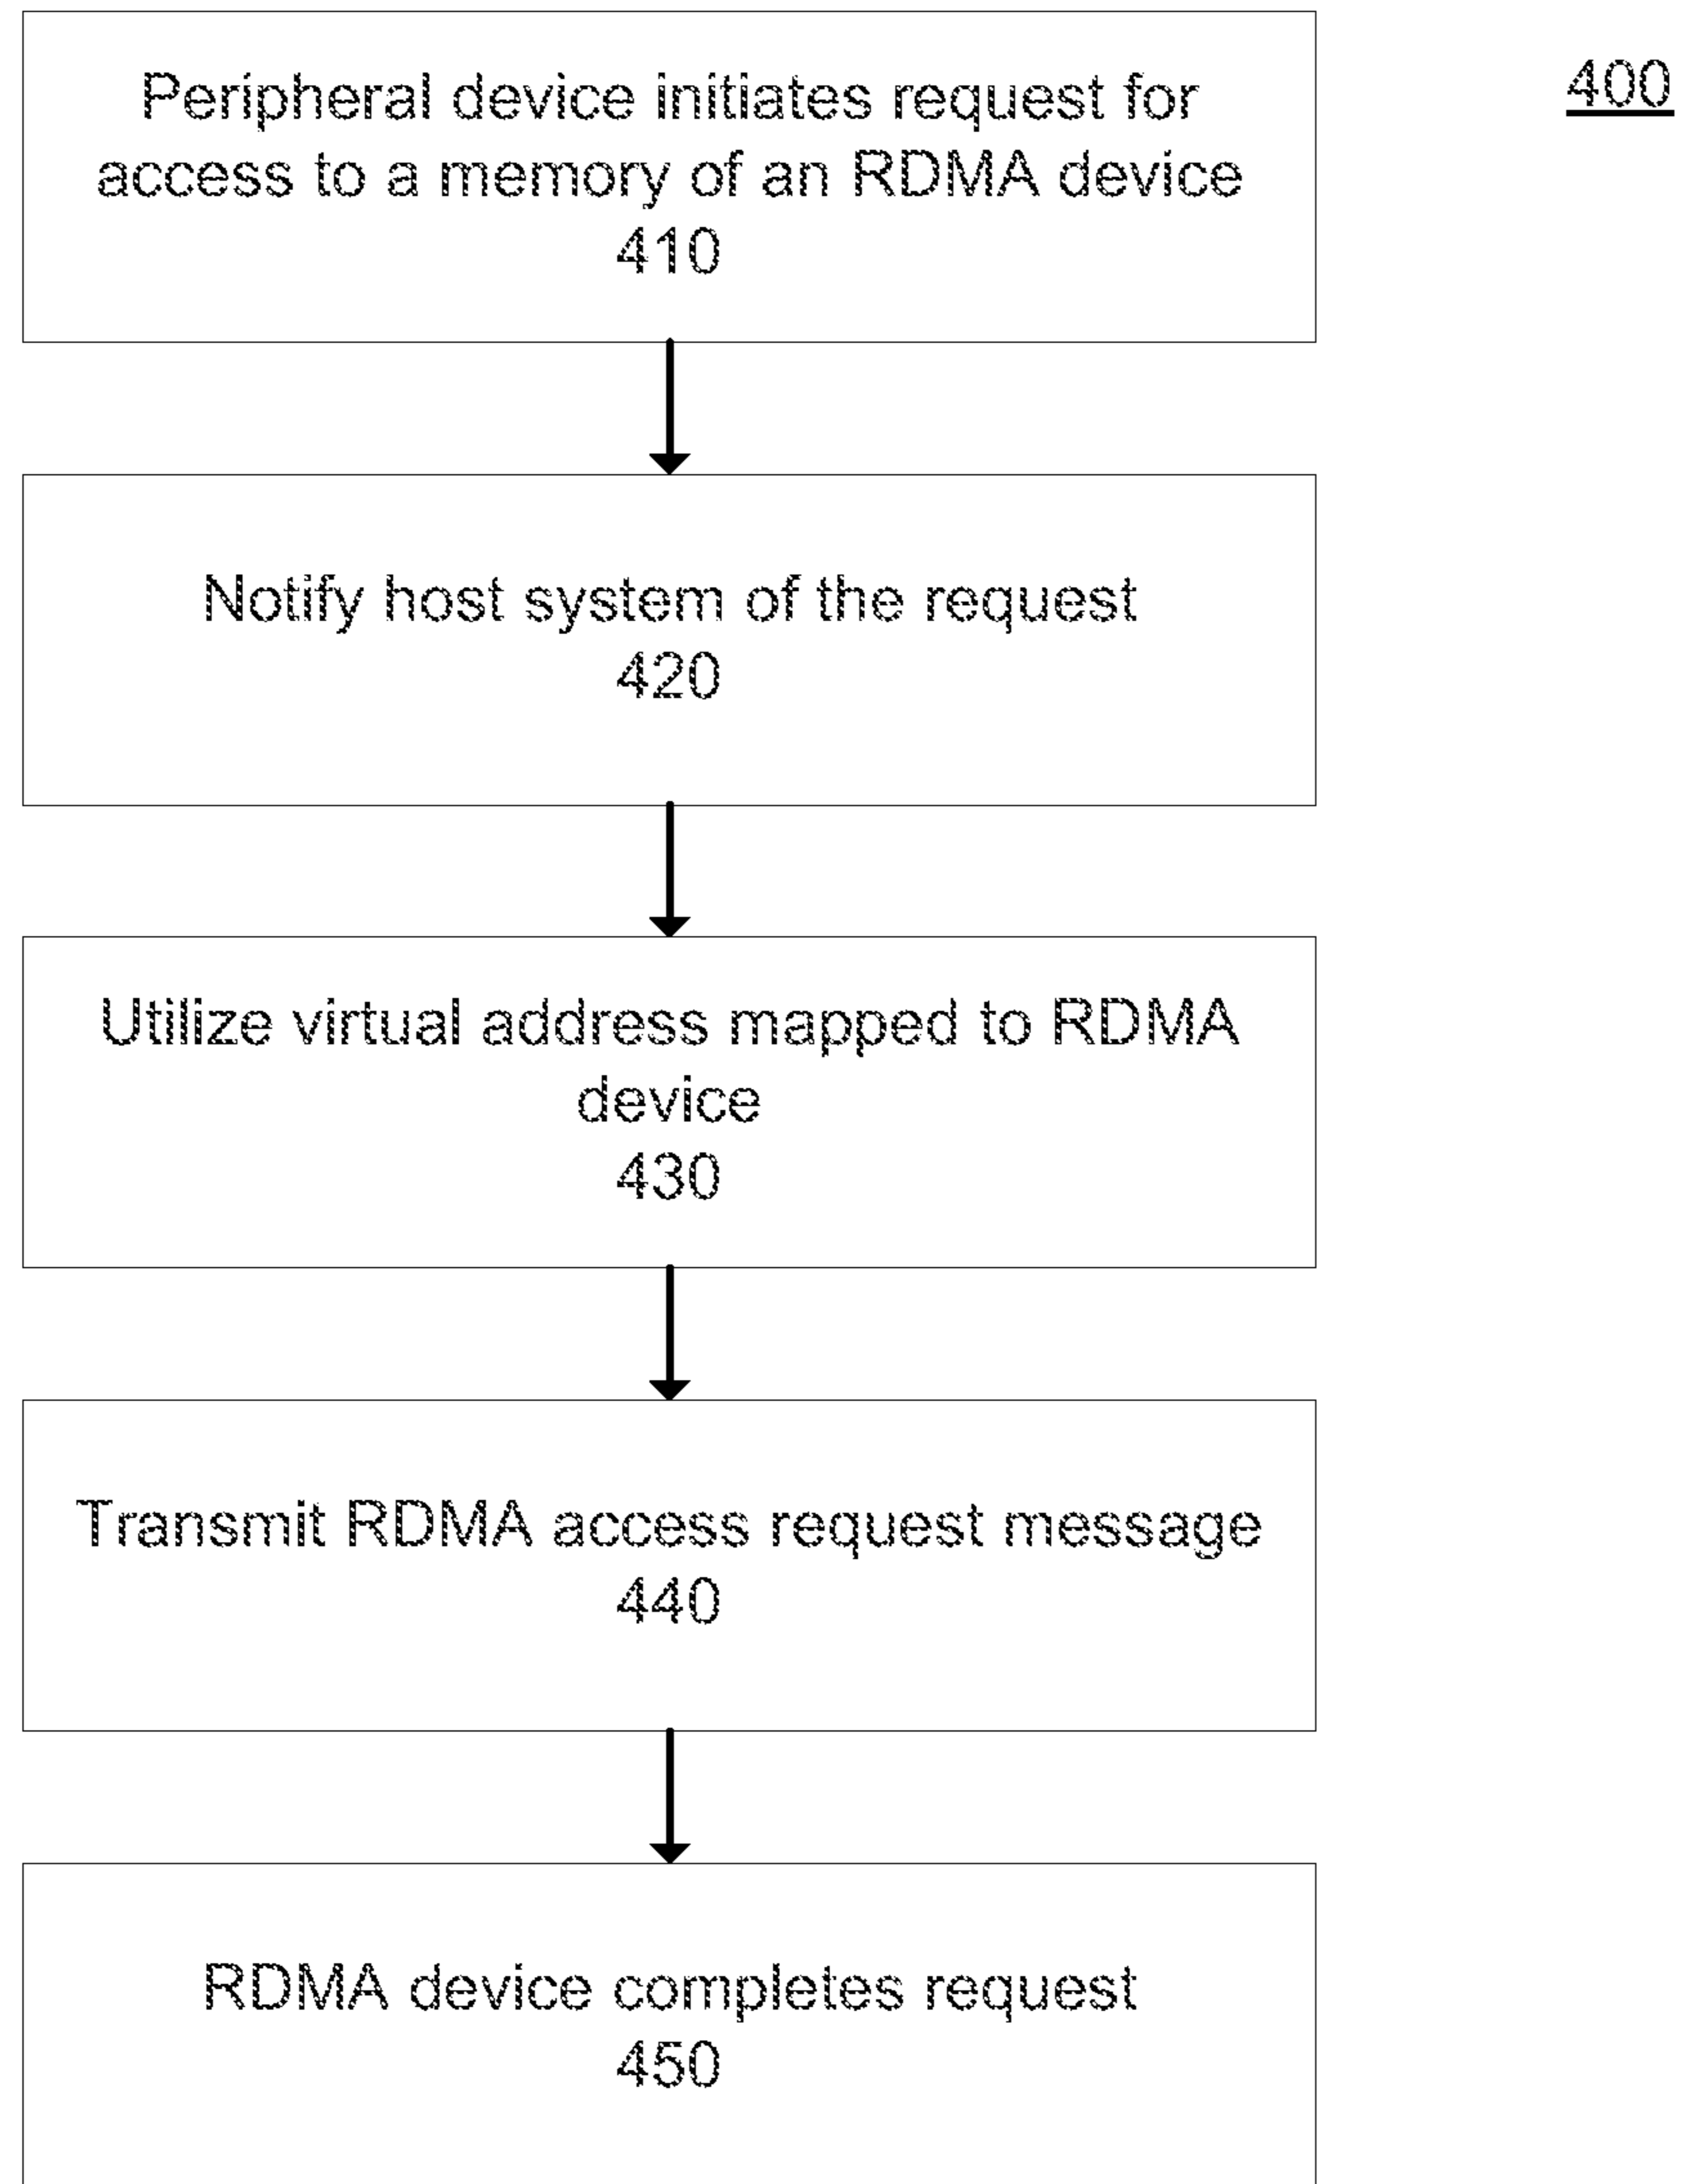 400
Peripheral device initiates request for
access to a memory of an RDMA device
410
Notify host system of the request
420
Utilize virtual address mapped to RDMA
device
430
Transmit RDMA access request message
440
RDMA device completes request
450